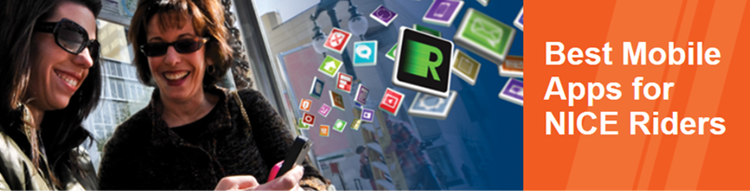 R
Best Mobile
Apps for
NICE Riders